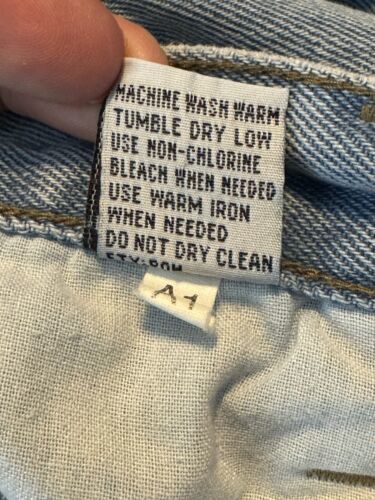 MACHINE WASH WARM
TUMBLE DRY LOW
USE NON-CHLORINE
BLEACH WHEN NEEDED
USE WARM IRON
WHEN NEEDED
DO NOT DRY CLEAN
A1